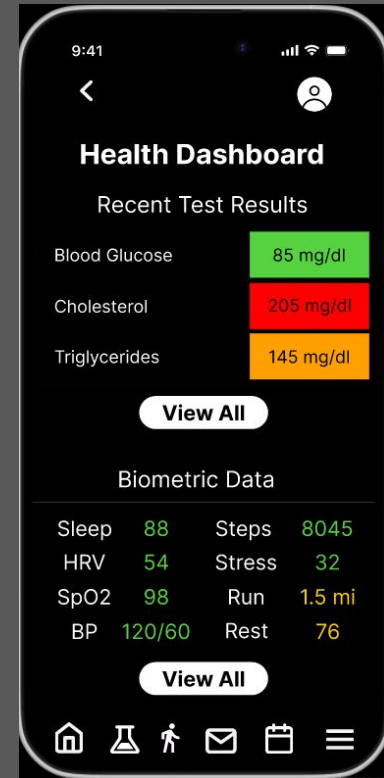 9:41
Health Dashboard
Recent Test Results
Blood Glucose 85 mg/dl
Cholesterol 205 mg/dl
Triglycerides 145 mg/dl
View All
Biometric Data
Sleep 88 Steps 8045
HRV 54 Stress 32
SpO2 98 Run 1.5 mi
BP 120/60 Rest 76
View All